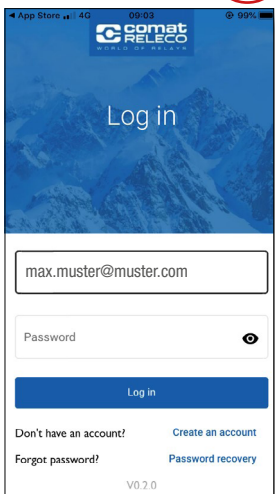 ◀ App Store 4G 09:03 99%
comat
RELECO
WORLD OF RELAYS
Log in
max.muster@muster.com
Password
Log in
Don't have an account? Create an account
Forgot password? Password recovery
V0.2.0